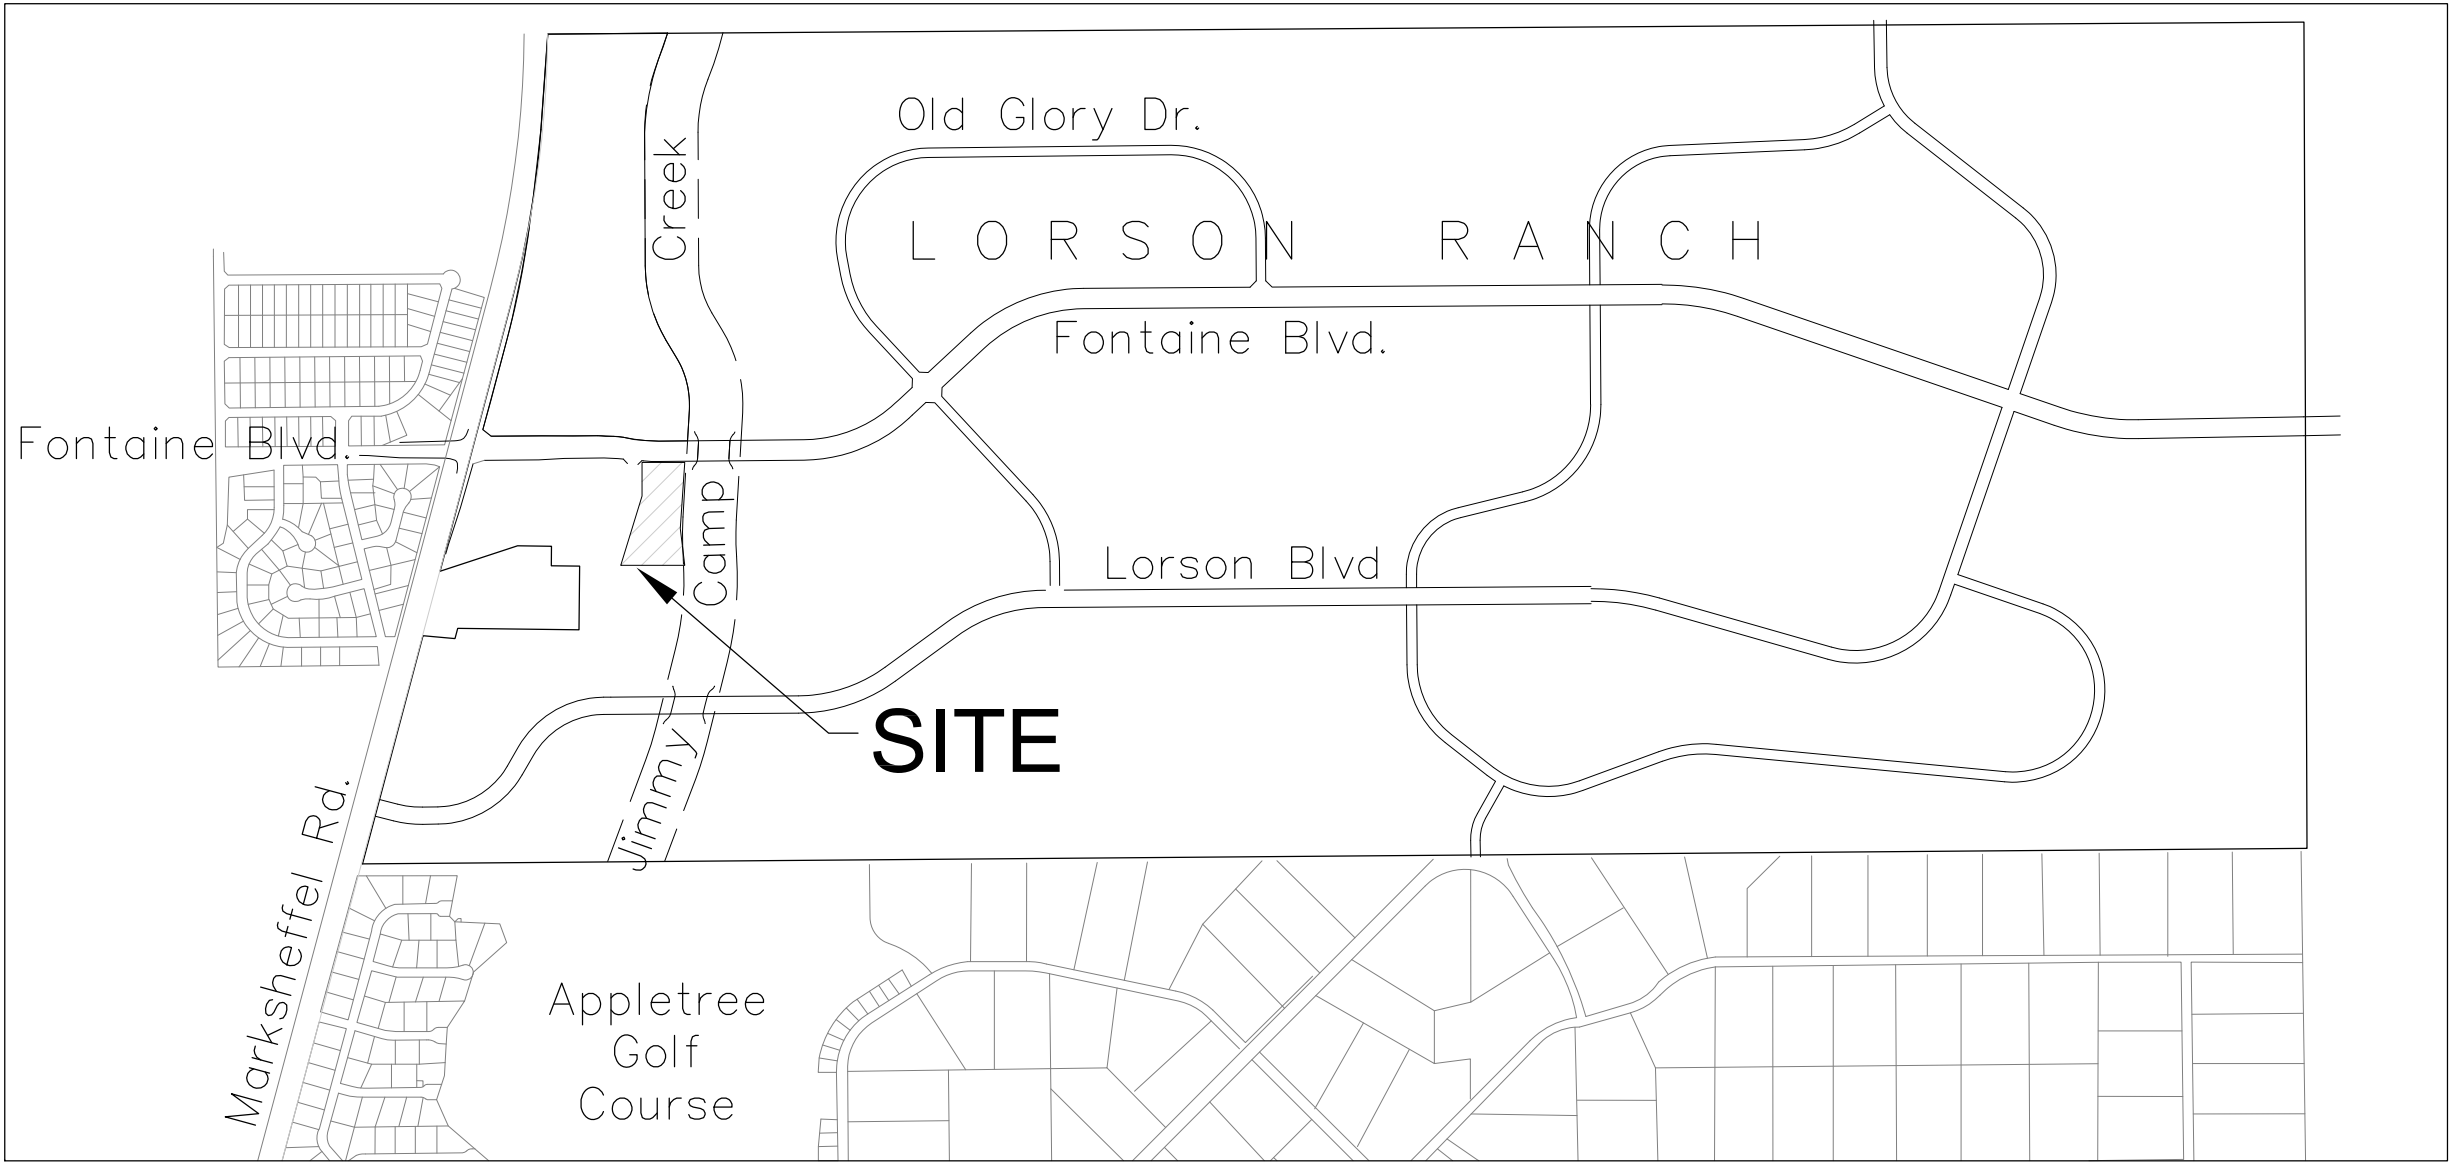 Old Glory Dr.
Creek
LORSON RANCH
Fontaine Blvd.
Fontaine Blvd.
Camp
Lorson Blvd
SITE
Jimmy
Marksheffel Rd.
Appletree
Golf
Course